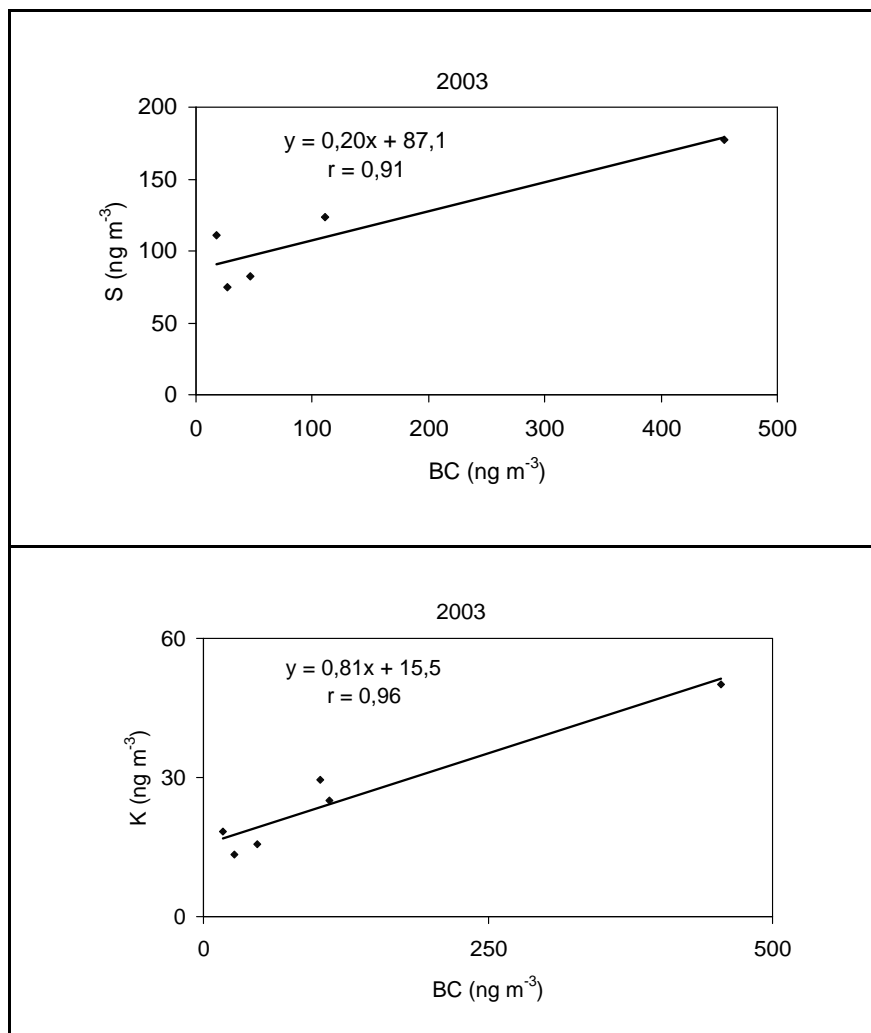 2003
y = 0,20x + 87,1
r = 0,91
200
150
100
50
0
S (ng m⁻³)
0 100 200 300 400 500
BC (ng m⁻³)
2003
y = 0,81x + 15,5
r = 0,96
60
30
0
K (ng m⁻³)
0 250 500
BC (ng m⁻³)